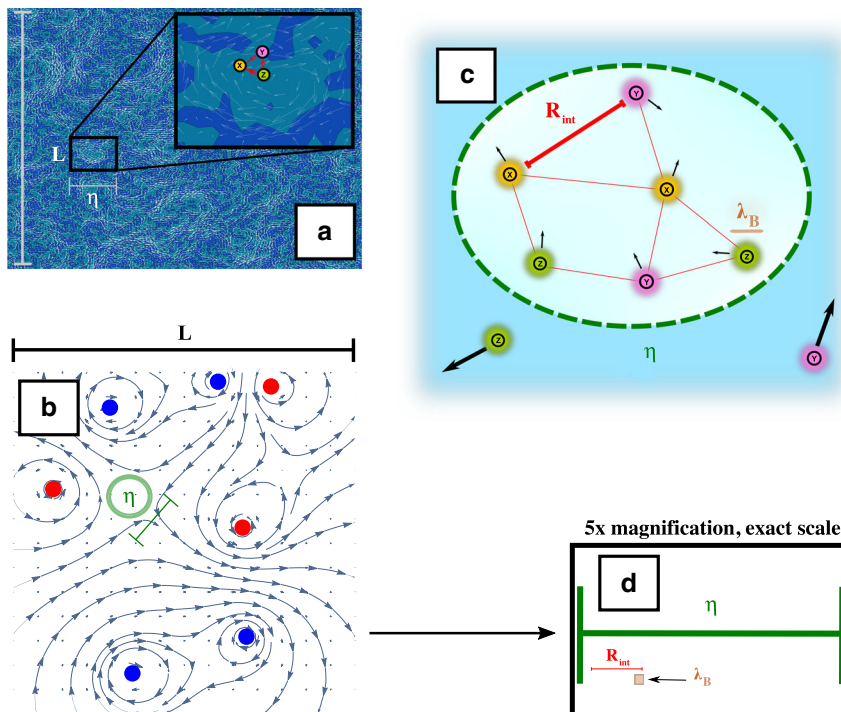 Y
X
Z
L
η
a
c
R_int
Y
X
X
λ_B
Z
Y
Z
η
Z
Y
L
b
η
5x magnification, exact scale
d
η
R_int
λ_B